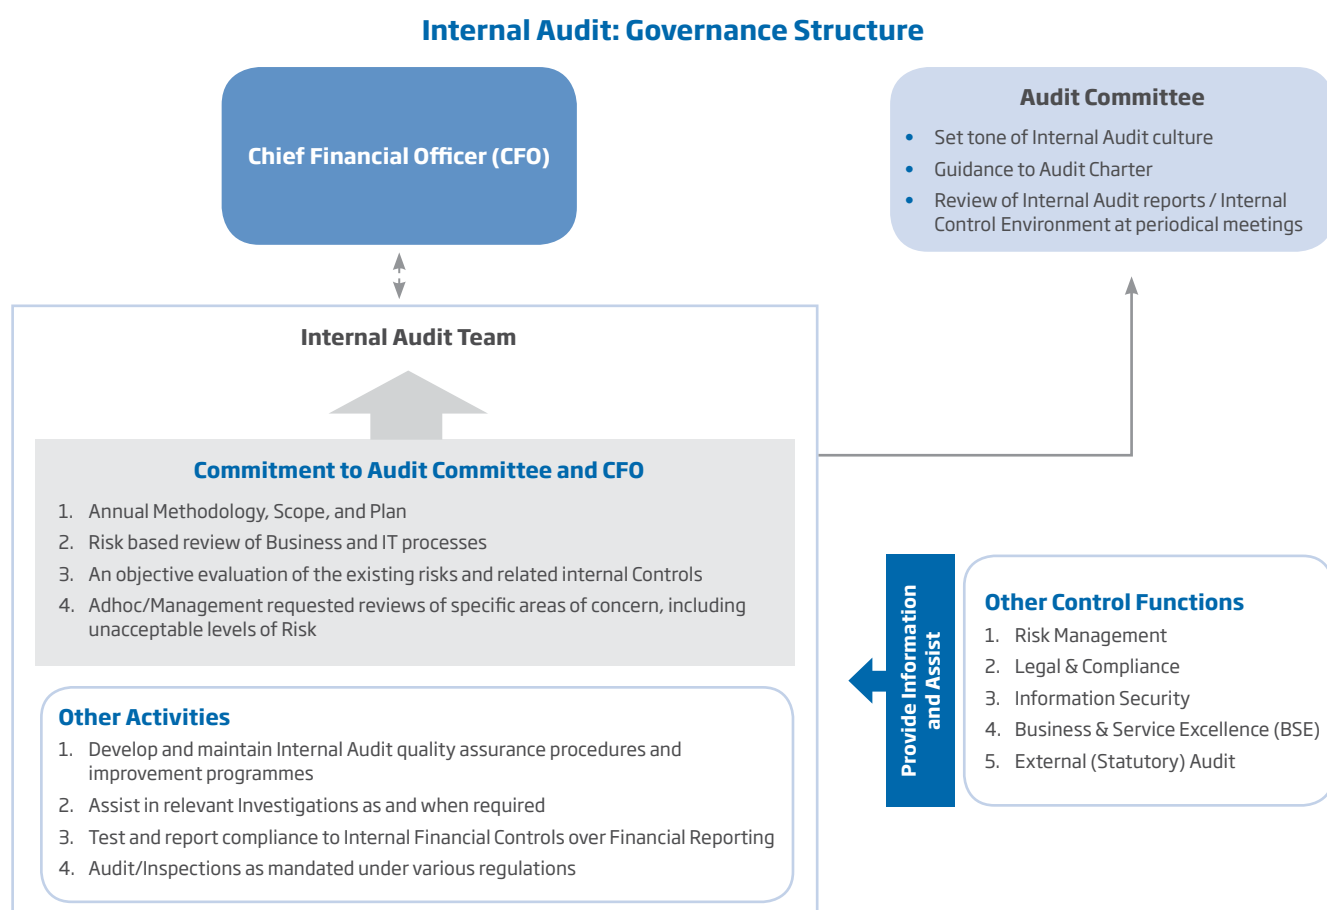 Internal Audit: Governance Structure
Chief Financial Officer (CFO)
Audit Committee
• Set tone of Internal Audit culture
• Guidance to Audit Charter
• Review of Internal Audit reports / Internal
Control Environment at periodical meetings
Internal Audit Team
Commitment to Audit Committee and CFO
1. Annual Methodology, Scope, and Plan
2. Risk based review of Business and IT processes
3. An objective evaluation of the existing risks and related internal Controls
4. Adhoc/Management requested reviews of specific areas of concern, including
unacceptable levels of Risk
Other Activities
1. Develop and maintain Internal Audit quality assurance procedures and
improvement programmes
2. Assist in relevant Investigations as and when required
3. Test and report compliance to Internal Financial Controls over Financial Reporting
4. Audit/Inspections as mandated under various regulations
Provide Information
and Assist
Other Control Functions
1. Risk Management
2. Legal & Compliance
3. Information Security
4. Business & Service Excellence (BSE)
5. External (Statutory) Audit